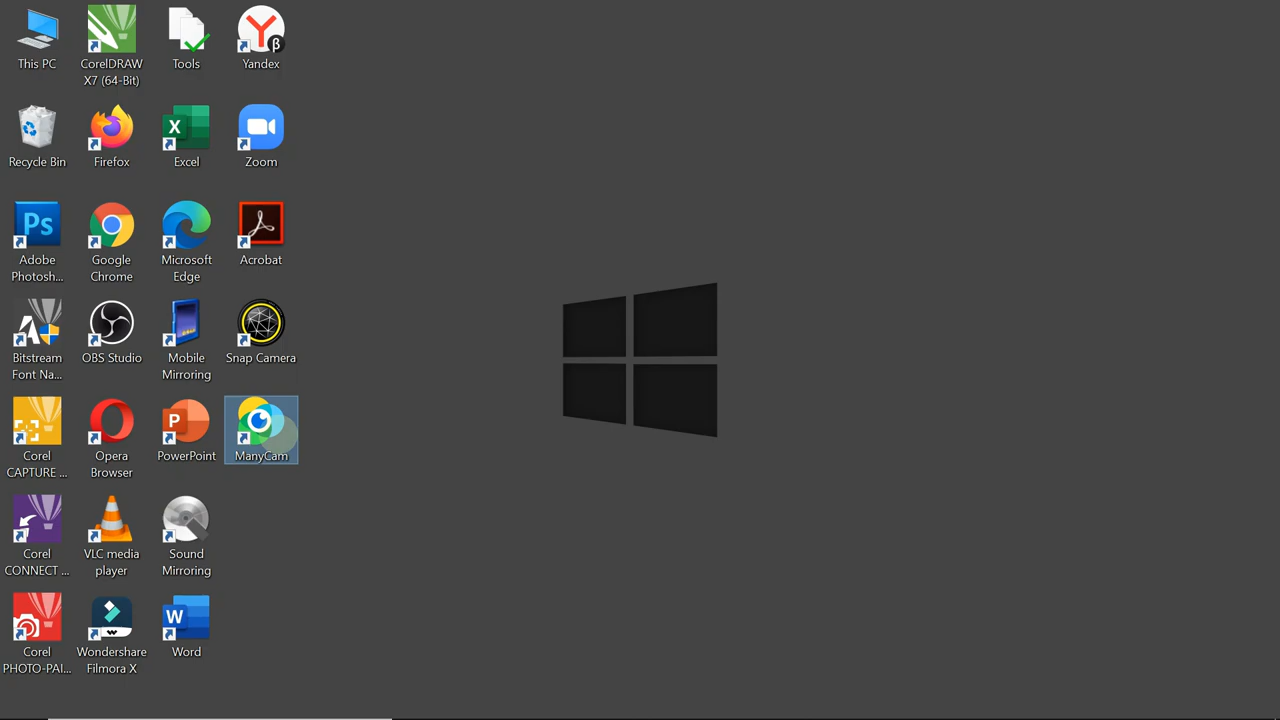 This PC
CorelDRAW
X7 (64-Bit)
Tools
Yandex
Recycle Bin
Firefox
Excel
Zoom
Adobe
Photosh...
Google
Chrome
Microsoft
Edge
Acrobat
Bitstream
Font Na...
OBS Studio
Mobile
Mirroring
Snap Camera
Corel
CAPTURE ...
Opera
Browser
PowerPoint
ManyCam
Corel
CONNECT ...
VLC media
player
Sound
Mirroring
Corel
PHOTO-PAI...
Wondershare
Filmora X
Word